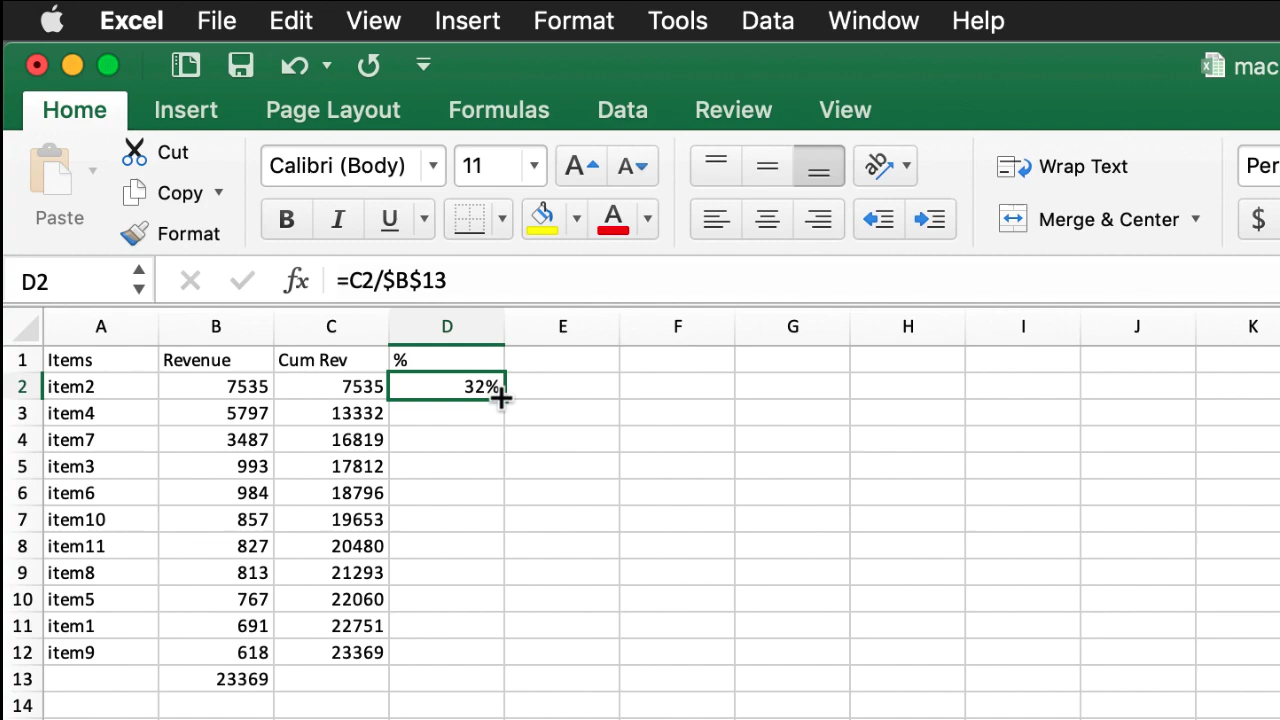 Excel File Edit View Insert Format Tools Data Window Help
mac
Home Insert Page Layout Formulas Data Review View
Paste Cut Copy Format
Calibri (Body) 11 A A ab Wrap Text Per
B I U A Merge & Center $
D2 fx =C2/$B$13
A B C D E F G H I J K
1 Items Revenue Cum Rev %
2 item2 7535 7535 32%
3 item4 5797 13332
4 item7 3487 16819
5 item3 993 17812
6 item6 984 18796
7 item10 857 19653
8 item11 827 20480
9 item8 813 21293
10 item5 767 22060
11 item1 691 22751
12 item9 618 23369
13 23369
14